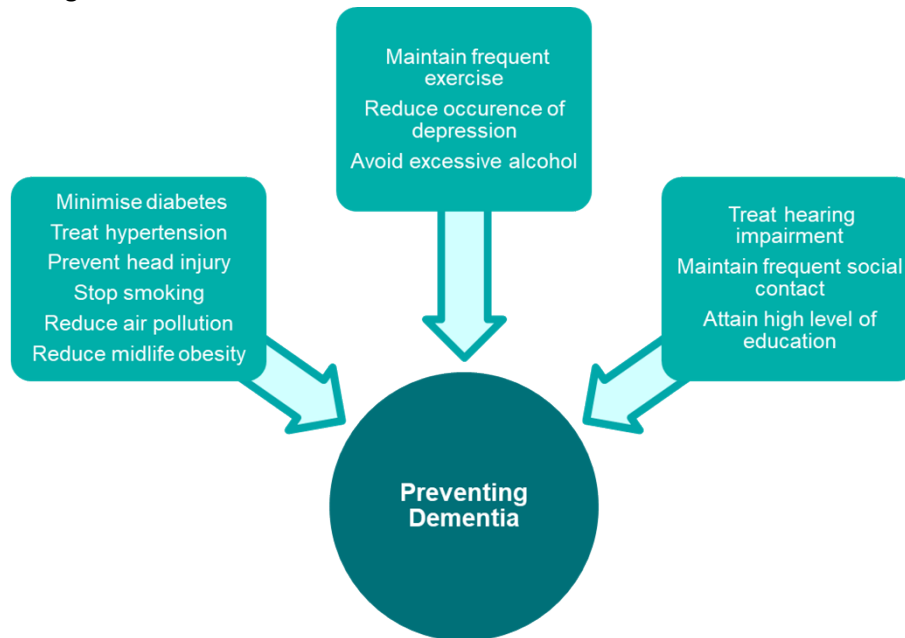 Maintain frequent
exercise
Reduce occurence of
depression
Avoid excessive alcohol
Minimise diabetes
Treat hypertension
Prevent head injury
Stop smoking
Reduce air pollution
Reduce midlife obesity
Treat hearing
impairment
Maintain frequent social
contact
Attain high level of
education
Preventing
Dementia